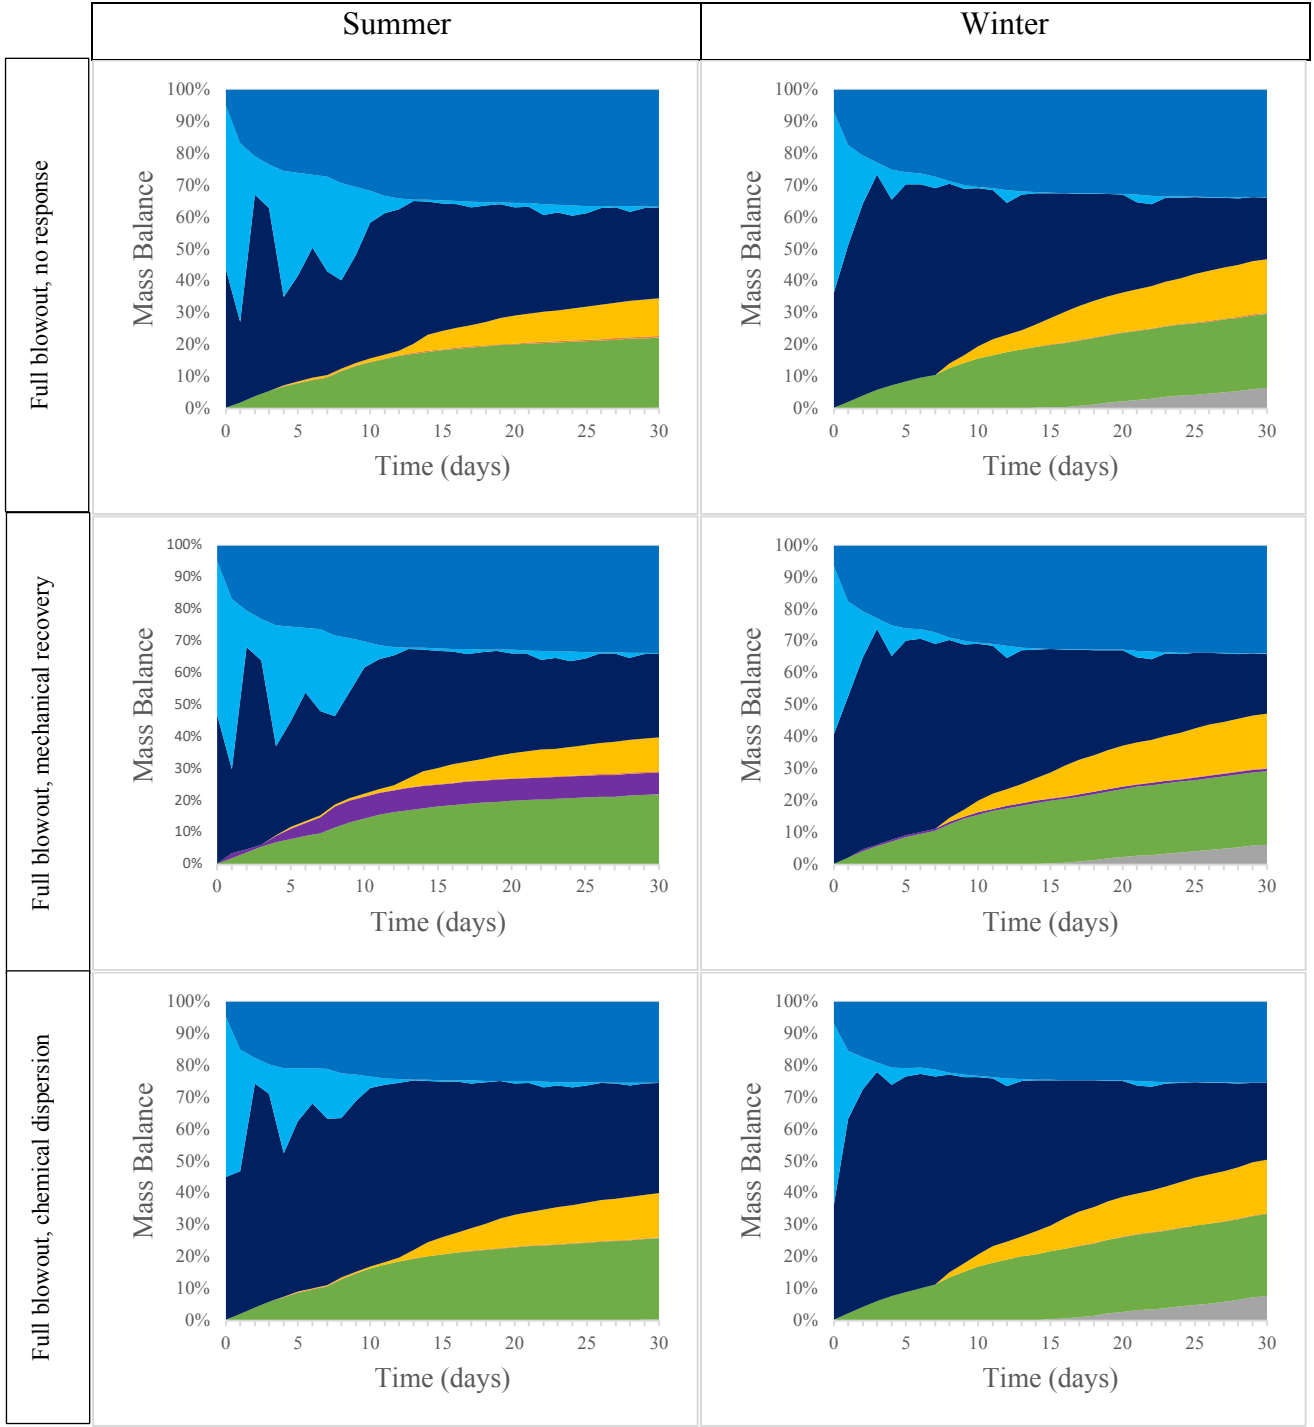 Summer
Winter
Full blowout, no response
100%
90%
80%
70%
60%
50%
40%
30%
20%
10%
0%
Mass Balance
0 5 10 15 20 25 30
Time (days)
100%
90%
80%
70%
60%
50%
40%
30%
20%
10%
0%
Mass Balance
0 5 10 15 20 25 30
Time (days)
Full blowout, mechanical recovery
100%
90%
80%
70%
60%
50%
40%
30%
20%
10%
0%
Mass Balance
0 5 10 15 20 25 30
Time (days)
100%
90%
80%
70%
60%
50%
40%
30%
20%
10%
0%
Mass Balance
0 5 10 15 20 25 30
Time (days)
Full blowout, chemical dispersion
100%
90%
80%
70%
60%
50%
40%
30%
20%
10%
0%
Mass Balance
0 5 10 15 20 25 30
Time (days)
100%
90%
80%
70%
60%
50%
40%
30%
20%
10%
0%
Mass Balance
0 5 10 15 20 25 30
Time (days)